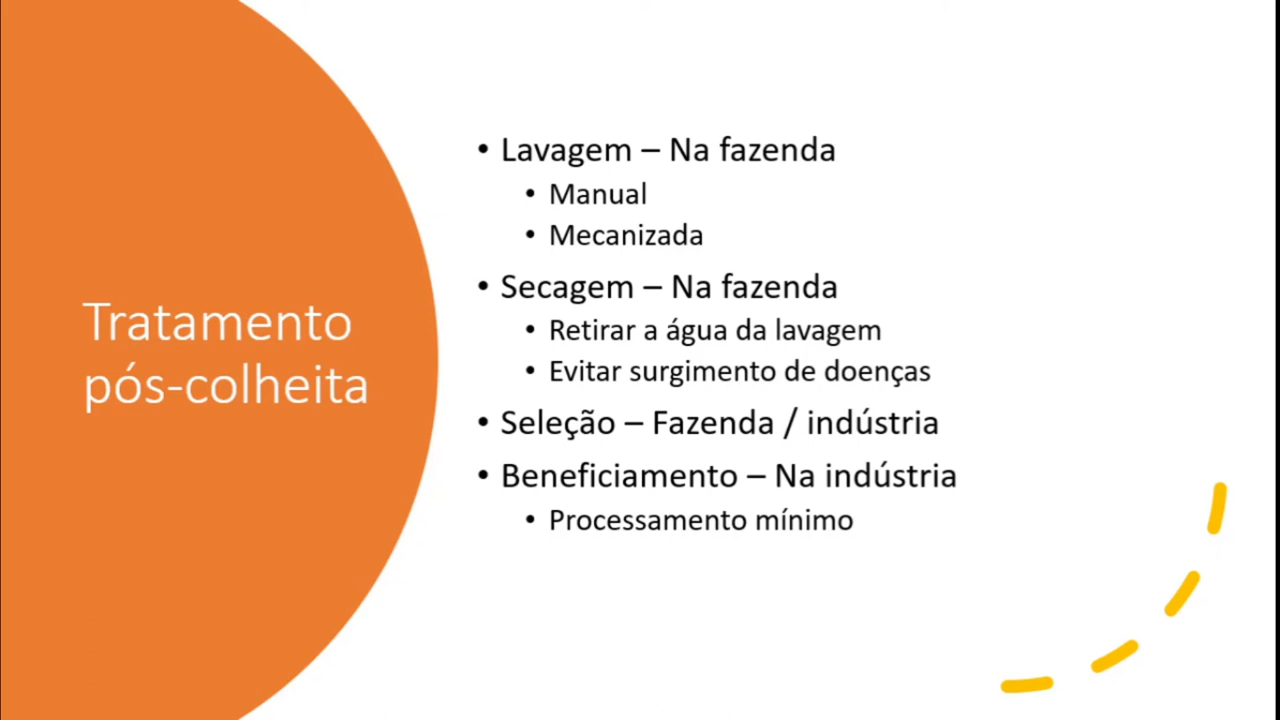 Tratamento
pós-colheita
• Lavagem – Na fazenda
• Manual
• Mecanizada
• Secagem – Na fazenda
• Retirar a água da lavagem
• Evitar surgimento de doenças
• Seleção – Fazenda / indústria
• Beneficiamento – Na indústria
• Processamento mínimo